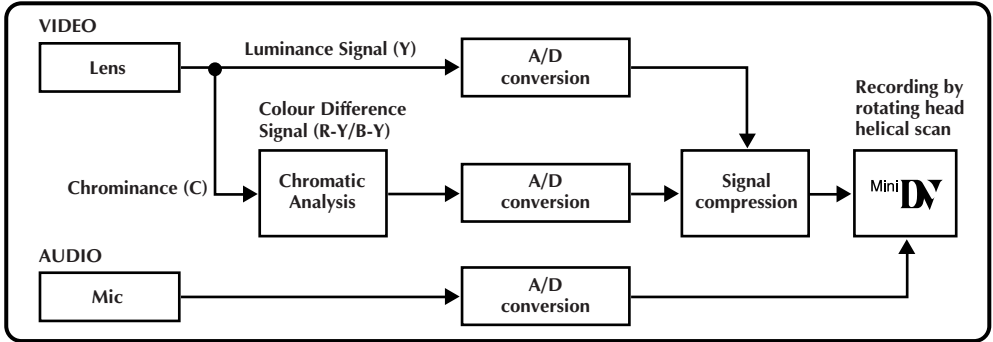 VIDEO
Lens
Luminance Signal (Y)
A/D
conversion
Recording by
rotating head
helical scan
Colour Difference
Signal (R-Y/B-Y)
Chrominance (C)
Chromatic
Analysis
A/D
conversion
Signal
compression
Mini DV
AUDIO
Mic
A/D
conversion